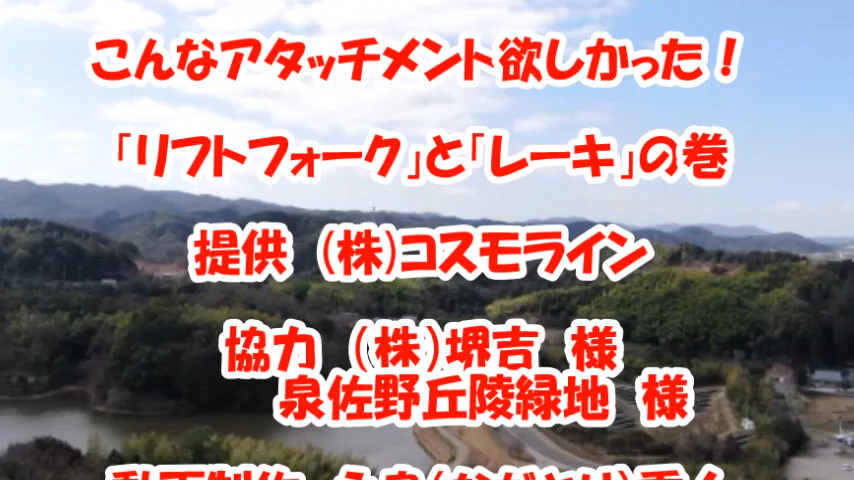 こんなアタッチメント欲しかった！
「リフトフォーク」と「レーキ」の巻
提供　(株)コスモライン
協力　(株)堺吉　様
泉佐野丘陵緑地　様